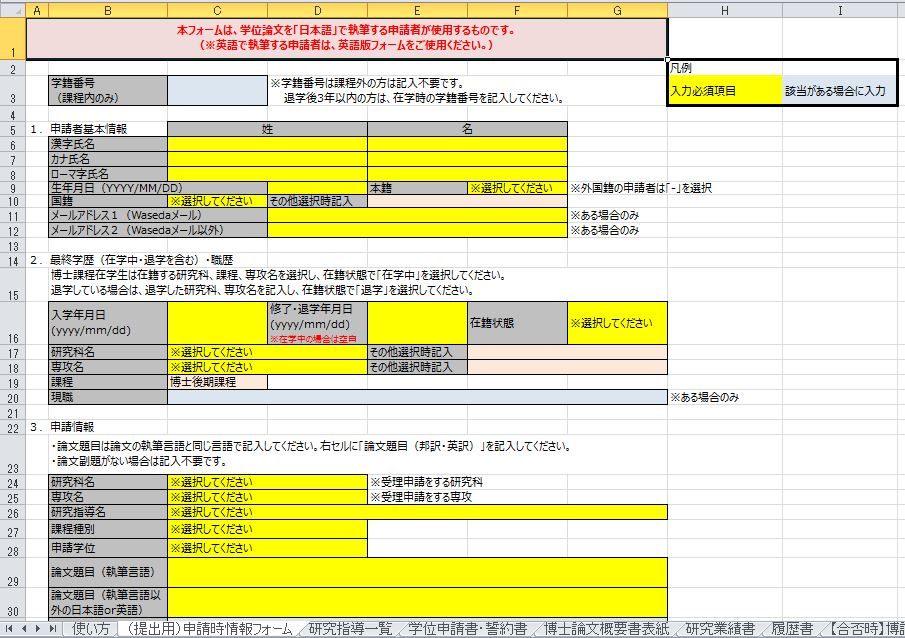 A B C D E F G H I
1 本フォームは、学位論文を「日本語」で執筆する申請者が使用するものです。
（※英語で執筆する申請者は、英語版フォームをご使用ください。）
2 凡例
3 学籍番号
（課程内のみ）
※学籍番号は課程外の方は記入不要です。
退学後3年以内の方は、在学時の学籍番号を記入してください。
入力必須項目 該当がある場合に入力
4
5 1．申請者基本情報 姓 名
6 漢字氏名
7 カナ氏名
8 ローマ字氏名
9 生年月日（YYYY/MM/DD） 本籍 ※選択してください ※外国籍の申請者は「-」を選択
10 国籍 ※選択してください その他選択時記入
11 メールアドレス１（Wasedaメール） ※ある場合のみ
12 メールアドレス２（Wasedaメール以外） ※ある場合のみ
13
14 2．最終学歴（在学中・退学を含む）・職歴
15 博士課程在学生は在籍する研究科、課程、専攻名を選択し、在籍状態で「在学中」を選択してください。
退学している場合は、退学した研究科、専攻名を記入し、在籍状態で「退学」を選択してください。
16 入学年月日
(yyyy/mm/dd)
修了・退学年月日
(yyyy/mm/dd)
※在学中の場合は空白
在籍状態 ※選択してください
17 研究科名 ※選択してください その他選択時記入
18 専攻名 ※選択してください その他選択時記入
19 課程 博士後期課程
20 現職 ※ある場合のみ
21
22 3．申請情報
23 ・論文題目は論文の執筆言語と同じ言語で記入してください。右セルに「論文題目（邦訳・英訳）」を記入してください。
・論文副題がない場合は記入不要です。
24 研究科名 ※選択してください ※受理申請をする研究科
25 専攻名 ※選択してください ※受理申請をする専攻
26 研究指導名 ※選択してください
27 課程種別 ※選択してください
28 申請学位 ※選択してください
29 論文題目（執筆言語）
30 論文題目（執筆言語以
外の日本語or英語）
使い方 （提出用）申請時情報フォーム 研究指導一覧 学位申請書・誓約書 博士論文概要書表紙 研究業績書 履歴書 【合否時】博